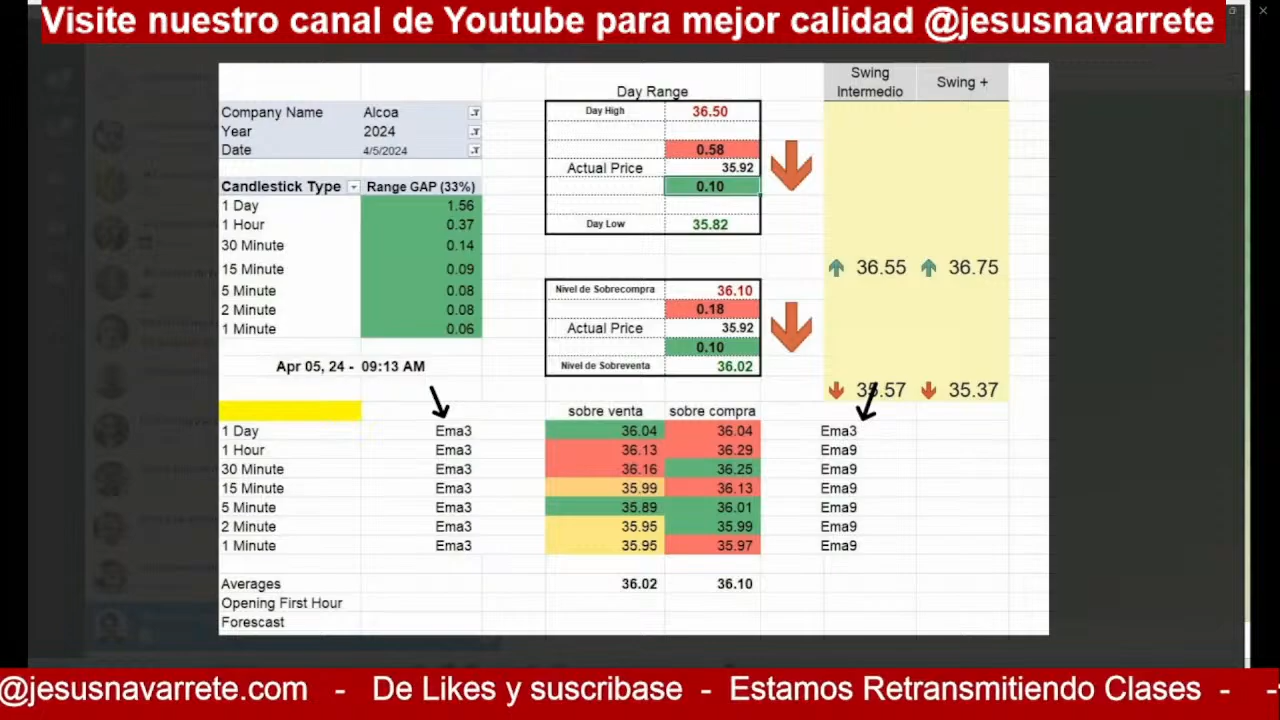 Visite nuestro canal de Youtube para mejor calidad @jesusnavarrete
Swing Intermedio Swing +
Day Range
Company Name Alcoa Day High 36.50
Year 2024
Date 4/5/2024 0.58
Actual Price 35.92
Candlestick Type Range GAP (33%) 0.10
1 Day 1.56
1 Hour 0.37 Day Low 35.82
30 Minute 0.14
15 Minute 0.09 36.55 36.75
5 Minute 0.08 Nivel de Sobrecompra 36.10
2 Minute 0.08 0.18
1 Minute 0.06 Actual Price 35.92
0.10
Apr 05, 24 - 09:13 AM Nivel de Sobreventa 36.02
35.57 35.37
sobre venta sobre compra
1 Day Ema3 36.04 36.04 Ema3
1 Hour Ema3 36.13 36.29 Ema9
30 Minute Ema3 36.16 36.25 Ema9
15 Minute Ema3 35.99 36.13 Ema9
5 Minute Ema3 35.89 36.01 Ema9
2 Minute Ema3 35.95 35.99 Ema9
1 Minute Ema3 35.95 35.97 Ema9
Averages 36.02 36.10
Opening First Hour
Forecast
@jesusnavarrete.com - De Likes y suscribase - Estamos Retransmitiendo Clases - -